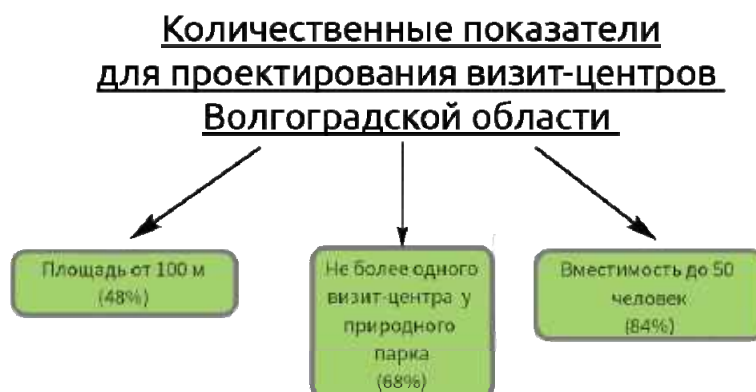 Количественные показатели
для проектирования визит-центров
Волгоградской области
Площадь от 100 м
(48%)
Не более одного
визит-центра у
природного
парка
(68%)
Вместимость до 50
человек
(84%)